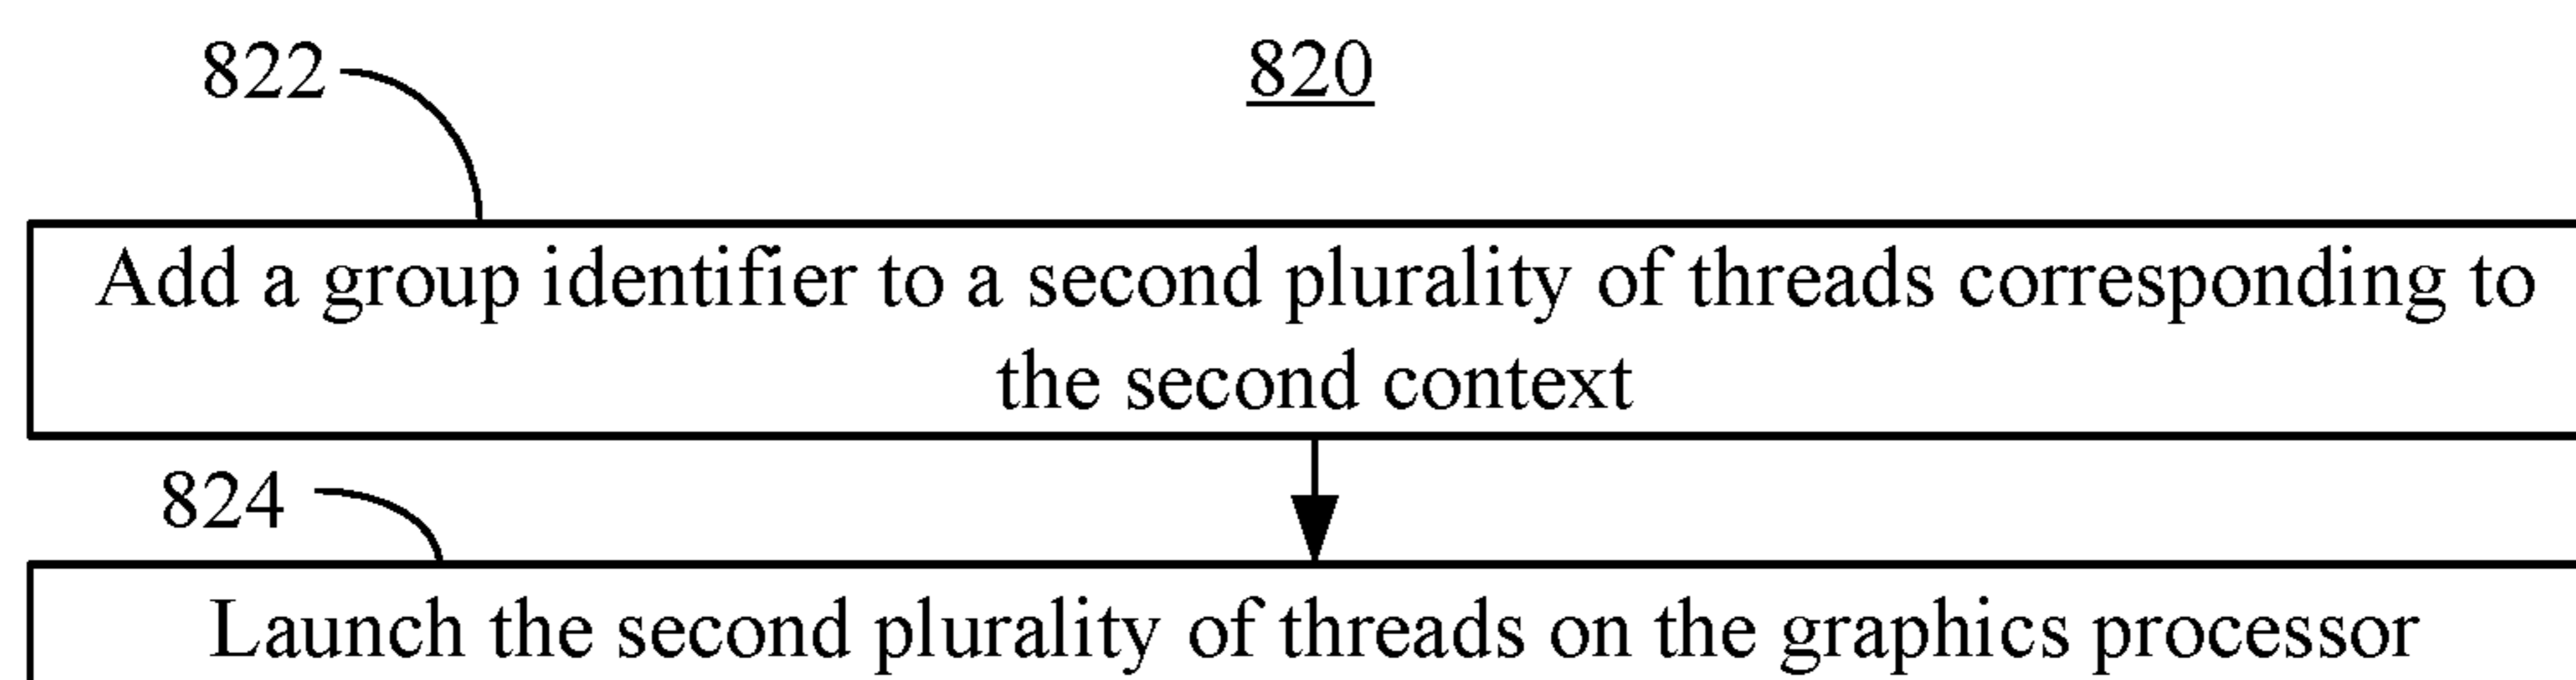 822
820
Add a group identifier to a second plurality of threads corresponding to
the second context
824
Launch the second plurality of threads on the graphics processor